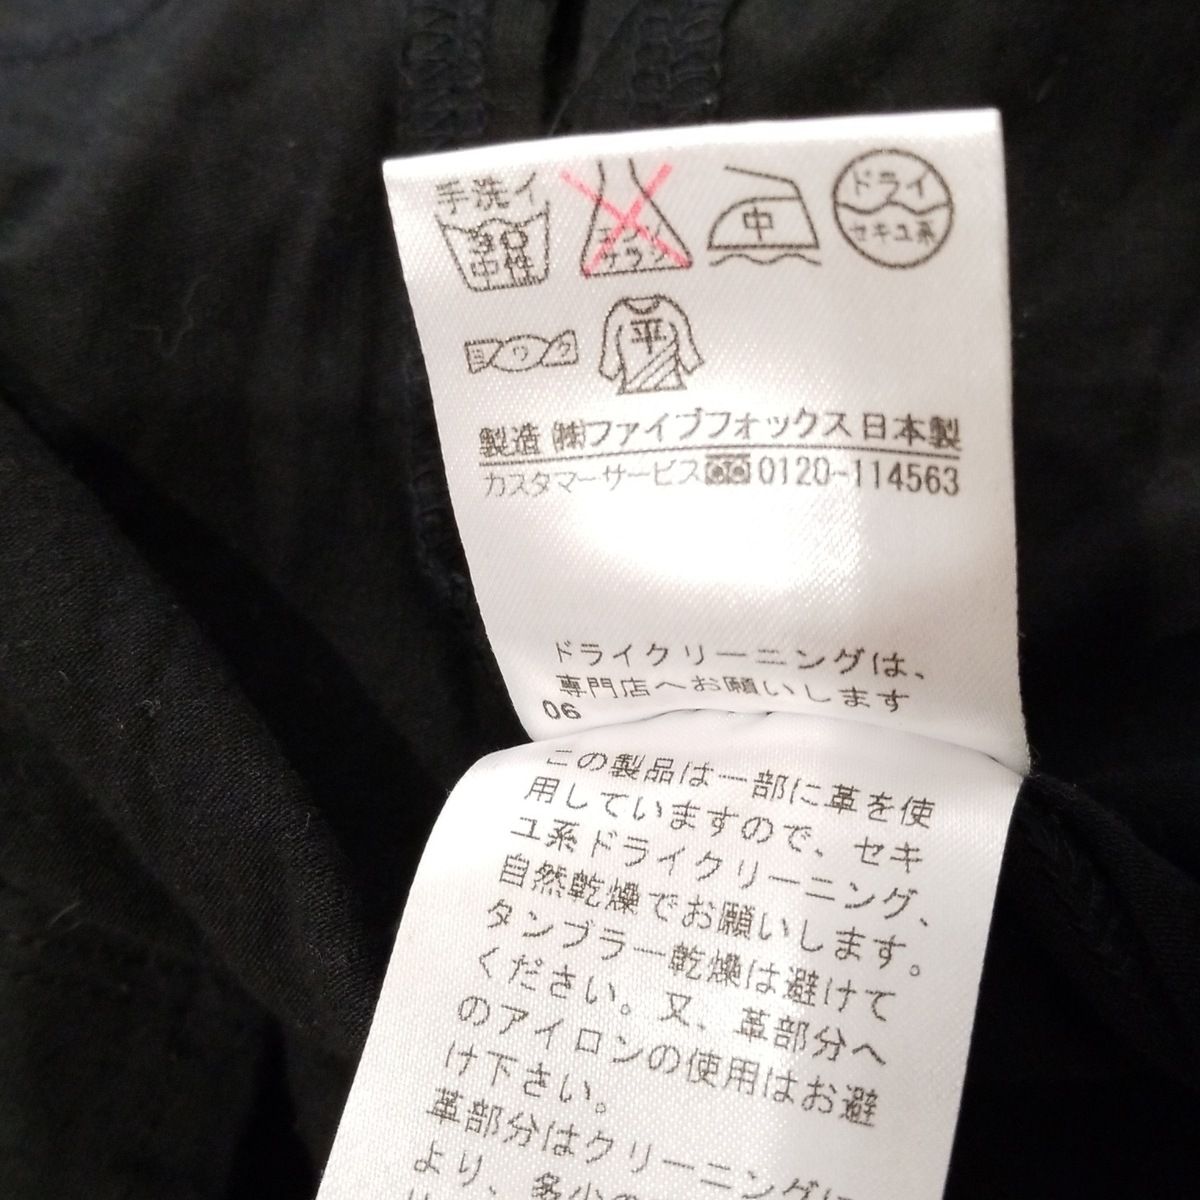 手洗イ
30
中性
エンソ
サラシ
中
ドライ
セキユ系
ヨワク
平
製造 ㈱ファイブフォックス 日本製
カスタマーサービス 0120-114563
ドライクリーニングは、
専門店へお願いします
06
この製品は一部に革を使
用していますので、セキ
ユ系ドライクリーニング、
自然乾燥でお願いします。
タンブラー乾燥は避けて
ください。又、革部分へ
のアイロンの使用はお避
け下さい。
革部分はクリーニングに
より、多少の